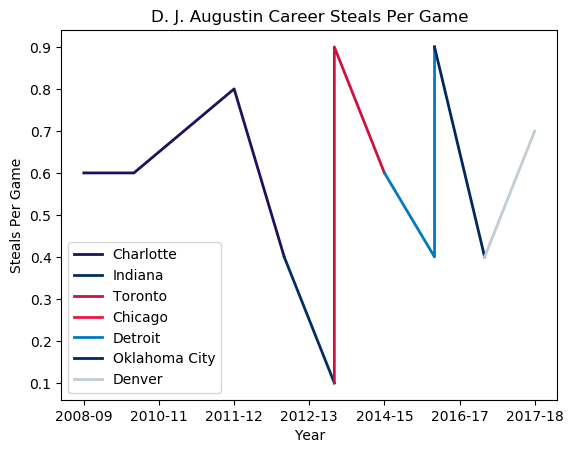 D. J. Augustin Career Steals Per Game
Steals Per Game
0.9
0.8
0.7
0.6
0.5
0.4
0.3
0.2
0.1
Charlotte
Indiana
Toronto
Chicago
Detroit
Oklahoma City
Denver
2008-09 2010-11 2011-12 2012-13 2014-15 2016-17 2017-18
Year